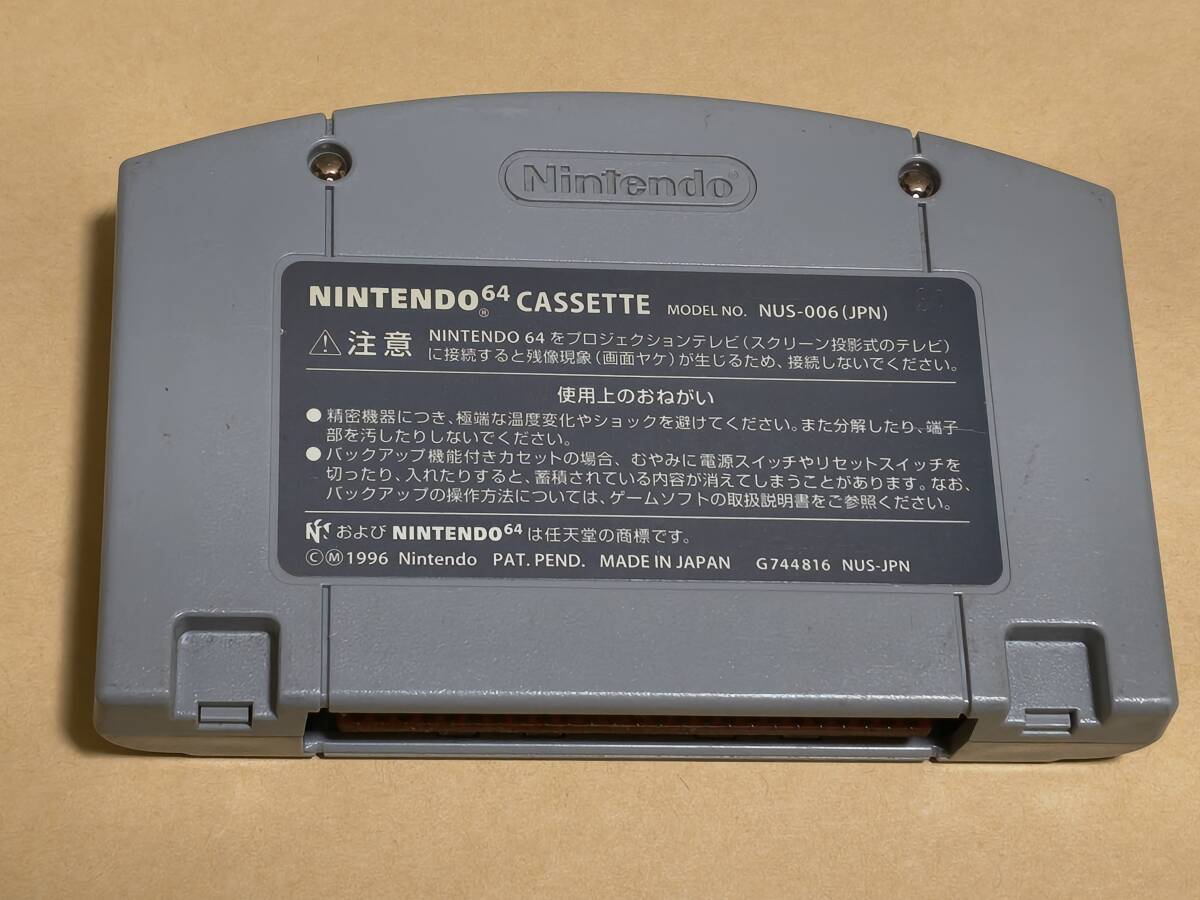 Nintendo®
NINTENDO®64 CASSETTE MODEL NO. NUS-006(JPN)
⚠注意 NINTENDO 64 をプロジェクションテレビ(スクリーン投影式のテレビ)
に接続すると残像現象(画面ヤケ)が生じるため、接続しないでください。
使用上のおねがい
●精密機器につき、極端な温度変化やショックを避けてください。また分解したり、端子
部を汚したりしないでください。
●バックアップ機能付きカセットの場合、むやみに電源スイッチやリセットスイッチを
切ったり、入れたりすると、蓄積されている内容が消えてしまうことがあります。なお、
バックアップの操作方法については、ゲームソフトの取扱説明書をご参照ください。
および NINTENDO64 は任天堂の商標です。
ⒸⓂ1996 Nintendo PAT. PEND. MADE IN JAPAN G744816 NUS-JPN